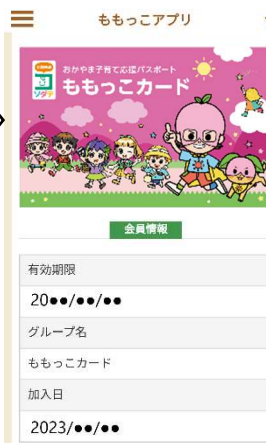 ももっこアプリ
おかやま子育て応援パスポート
ももっこカード
会員情報
有効期限
20●●/●●/●●
グループ名
ももっこカード
加入日
2023/●●/●●